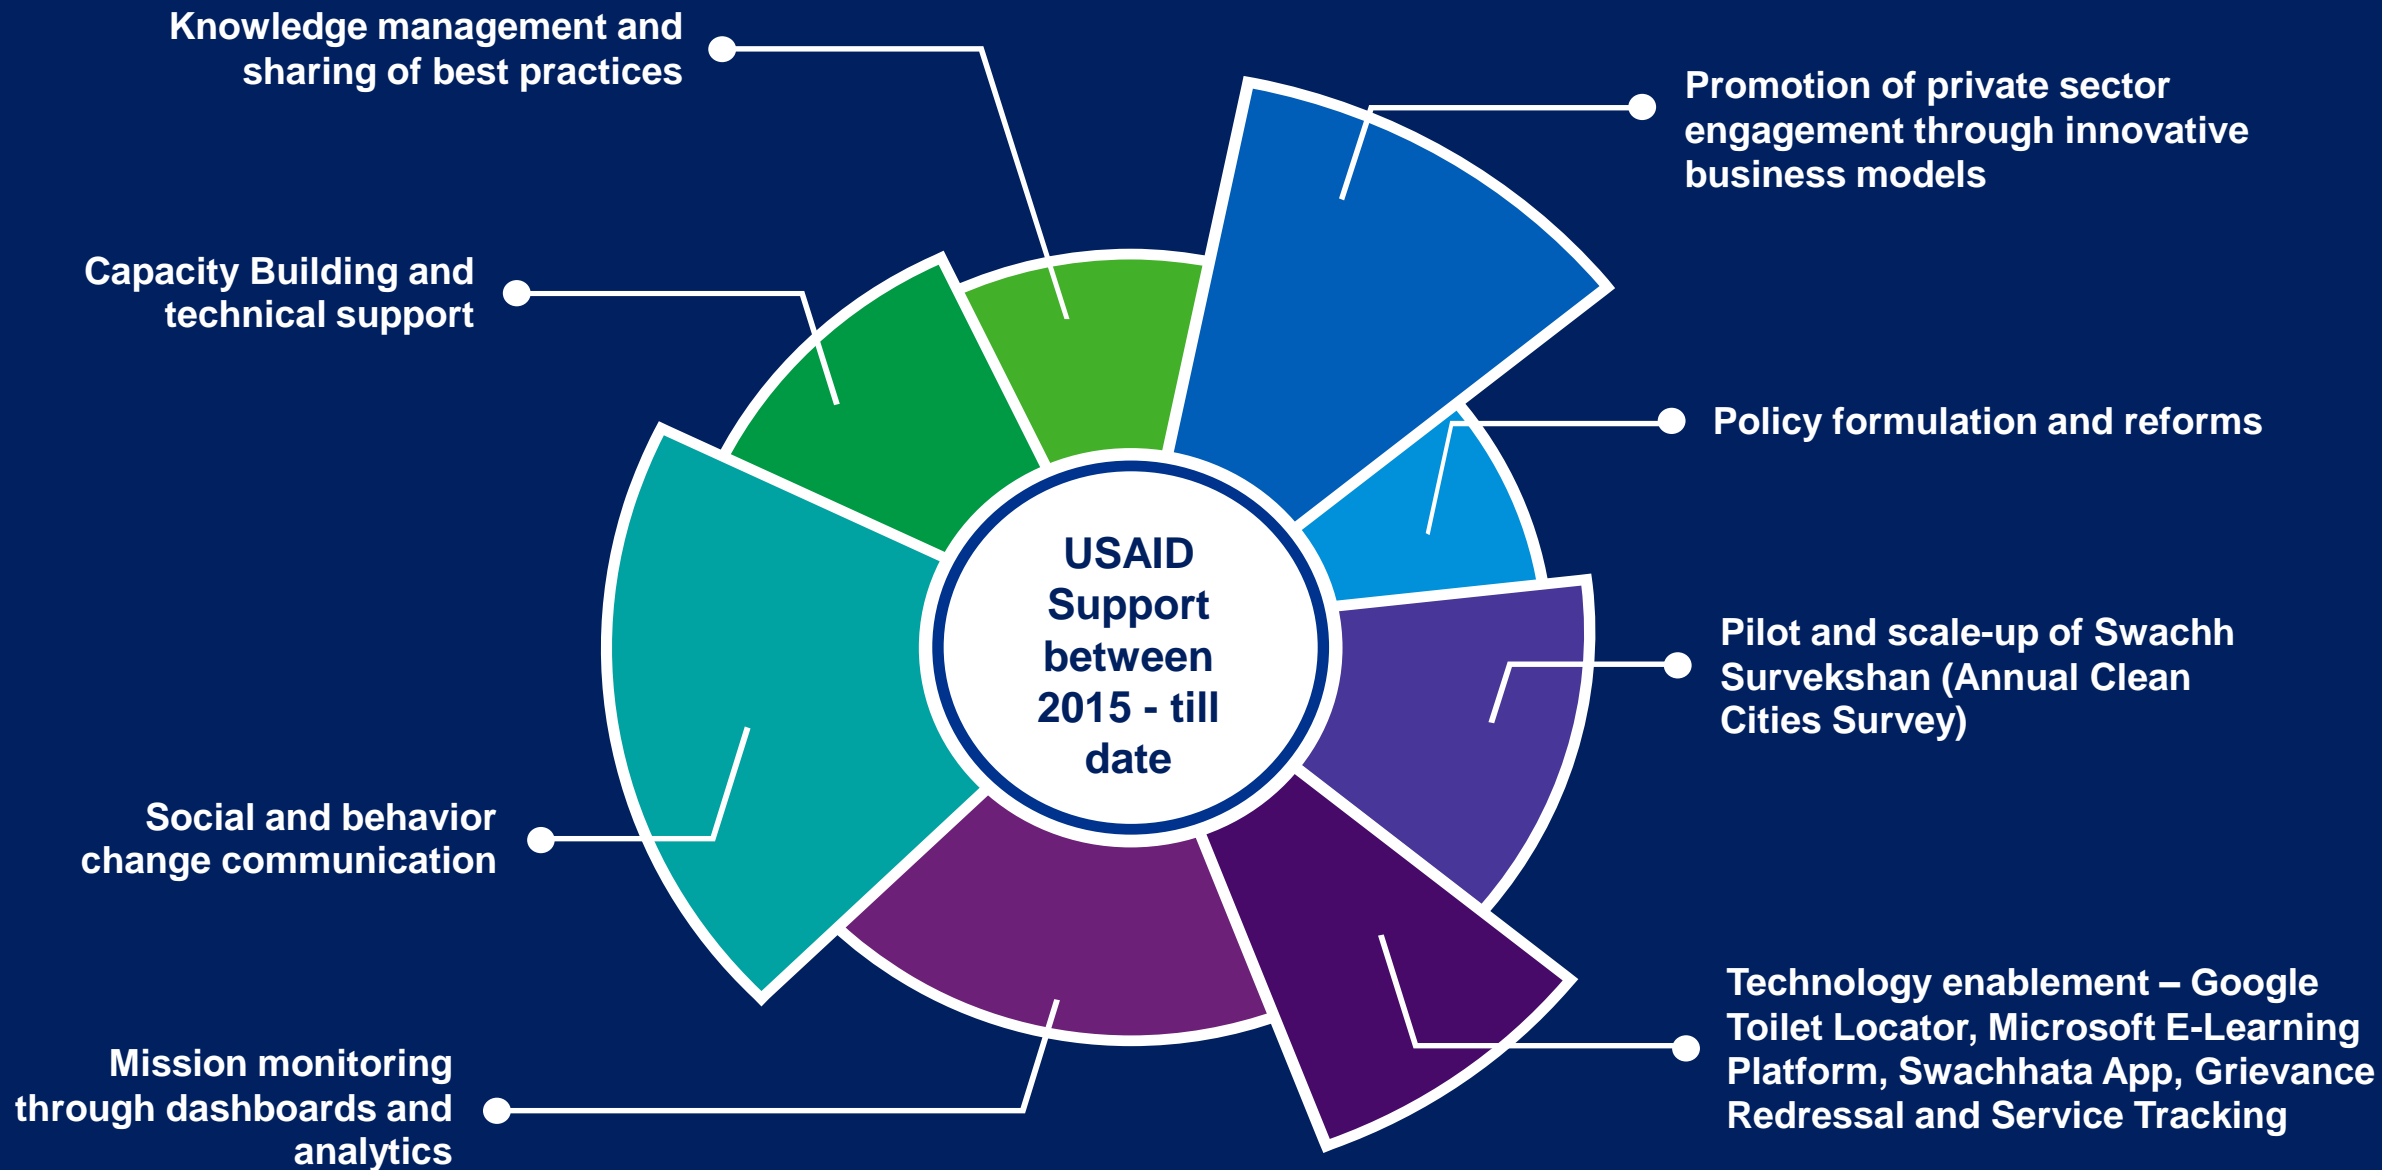 Knowledge management and
sharing of best practices
Promotion of private sector
engagement through innovative
business models
Capacity Building and
technical support
Policy formulation and reforms
USAID
Support
between
2015 - till
date
Pilot and scale-up of Swachh
Survekshan (Annual Clean
Cities Survey)
Social and behavior
change communication
Technology enablement – Google
Toilet Locator, Microsoft E-Learning
Platform, Swachhata App, Grievance
Redressal and Service Tracking
Mission monitoring
through dashboards and
analytics